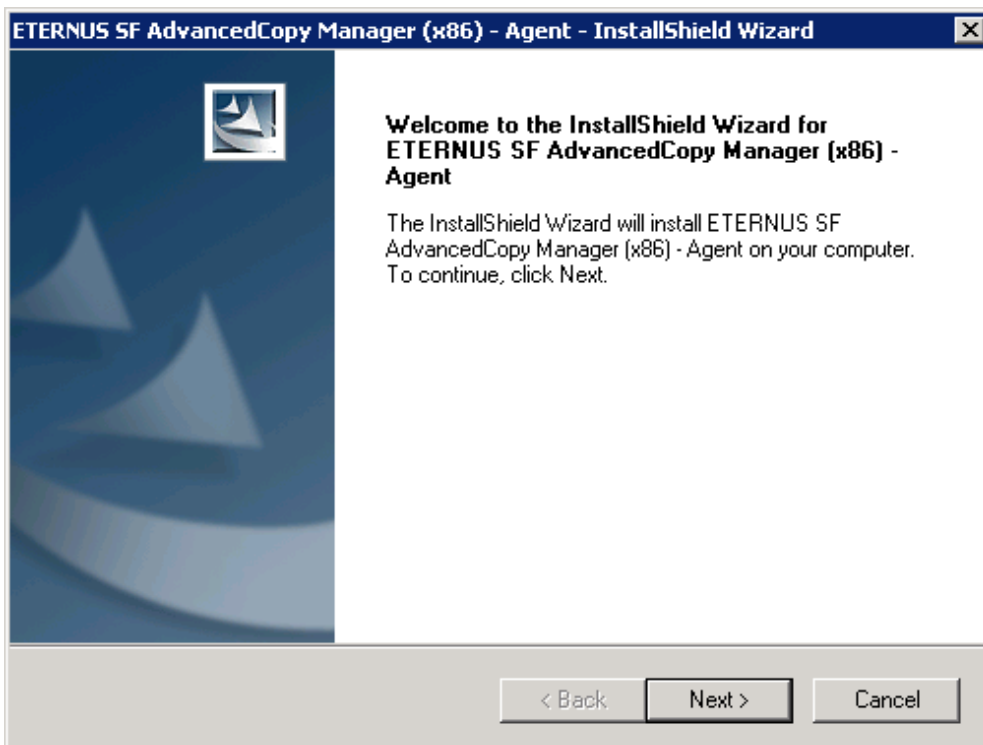 ETERNUS SF AdvancedCopy Manager (x86) - Agent - InstallShield Wizard
Welcome to the InstallShield Wizard for
ETERNUS SF AdvancedCopy Manager (x86) -
Agent
The InstallShield Wizard will install ETERNUS SF
AdvancedCopy Manager (x86) - Agent on your computer.
To continue, click Next.
< Back Next > Cancel